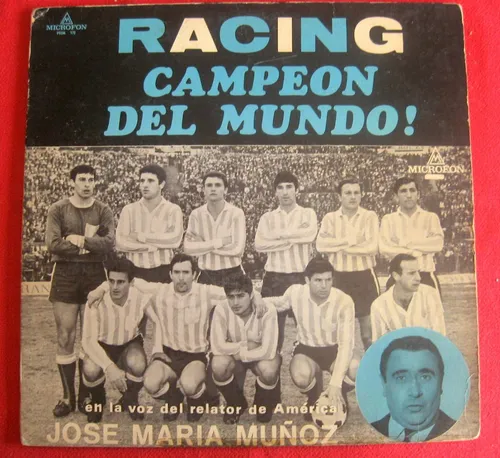 RACING
MICROFON
CAMPEON
DEL MUNDO!
MICROFON
en la voz del relator de América
JOSE MARIA MUÑOZ